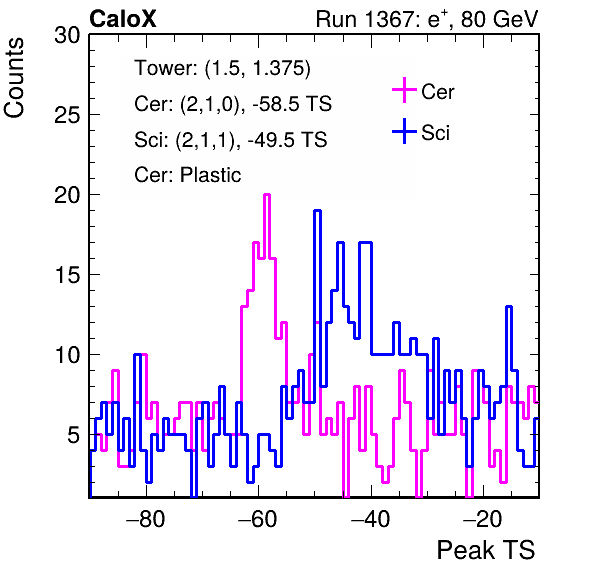 CaloX Run 1367: e⁺, 80 GeV
Counts
30
25
20
15
10
5
Tower: (1.5, 1.375)
Cer: (2,1,0), -58.5 TS
Sci: (2,1,1), -49.5 TS
Cer: Plastic
Cer
Sci
−80 −60 −40 −20
Peak TS